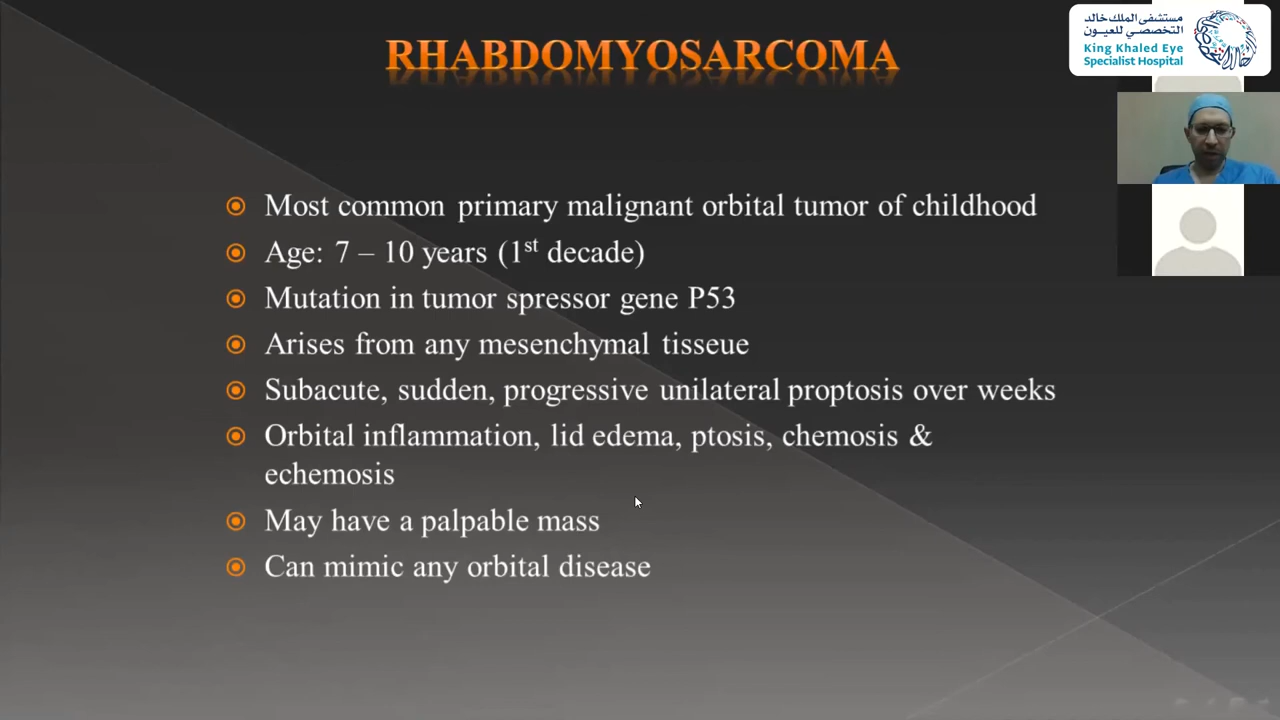 RHABDOMYOSARCOMA
مستشفى الملك خالد
التخصصي للعيون
King Khaled Eye
Specialist Hospital
Most common primary malignant orbital tumor of childhood
Age: 7 – 10 years (1st decade)
Mutation in tumor spressor gene P53
Arises from any mesenchymal tisseue
Subacute, sudden, progressive unilateral proptosis over weeks
Orbital inflammation, lid edema, ptosis, chemosis &
echemosis
May have a palpable mass
Can mimic any orbital disease